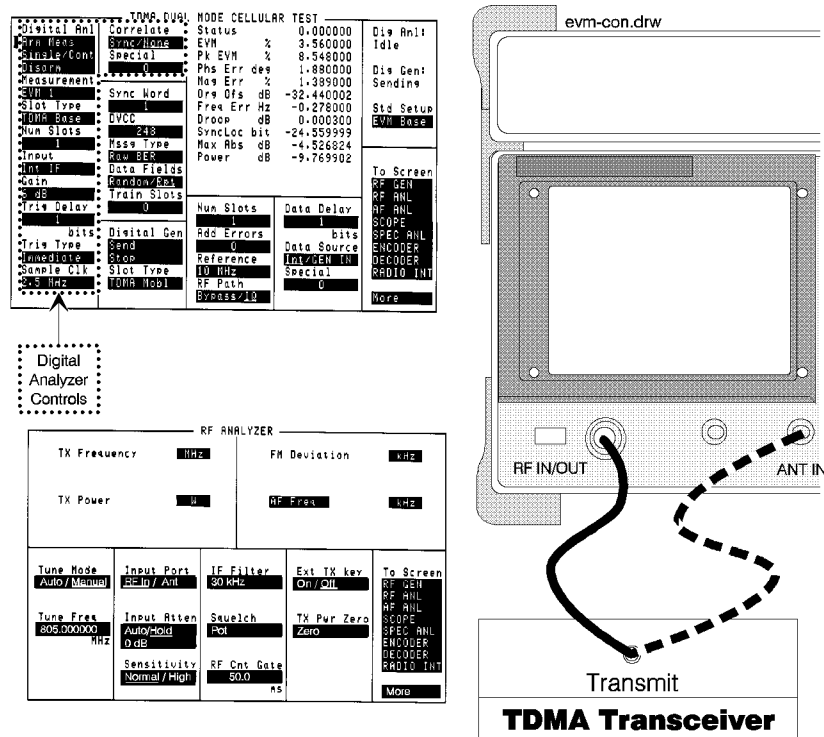 TDMA DUAL MODE CELLULAR TEST
Digital Anl
Arm Meas
Single/Cont
Disarm
Measurement
EVM 1
Slot Type
TDMA Base
Num Slots
1
Input
Int IF
Gain
0 dB
Trig Delay
1
bits
Trig Type
Immediate
Sample Clk
2.5 MHz
Correlate
Sync/None
Special
0
Sync Word
1
DVCC
248
Mssg Type
Raw BER
Data Fields
Random/Rpt
Train Slots
0
Digital Gen
Send
Stop
Slot Type
TDMA Mobl
Status 0.000000
EVM % 3.560000
Pk EVM % 8.548000
Phs Err deg 1.880000
Mag Err % 1.389000
Org Ofs dB -32.440002
Freq Err Hz -0.278000
Droop dB 0.000300
SyncLoc bit -24.559999
Max Abs dB -4.526824
Power dB -9.769902
Num Slots
1
Add Errors
0
Reference
10 MHz
RF Path
Bypass/IQ
Data Delay
1
bits
Data Source
Int/GEN IN
Special
0
Dig Anl:
Idle
Dig Gen:
Sending
Std Setup
EVM Base
To Screen
RF GEN
RF ANL
AF ANL
SCOPE
SPEC ANL
ENCODER
DECODER
RADIO INT
More
Digital
Analyzer
Controls
RF ANALYZER
TX Frequency MHz
TX Power W
FM Deviation kHz
AF Freq kHz
Tune Mode
Auto / Manual
Tune Freq
805.000000
MHz
Input Port
RF In / Ant
Input Atten
Auto/Hold
0 dB
Sensitivity
Normal / High
IF Filter
30 kHz
Squelch
Pot
RF Cnt Gate
50.0
ms
Ext TX key
On / Off
TX Pwr Zero
Zero
To Screen
RF GEN
RF ANL
AF ANL
SCOPE
SPEC ANL
ENCODER
DECODER
RADIO INT
More
evm-con.drw
RF IN/OUT
ANT IN
Transmit
TDMA Transceiver